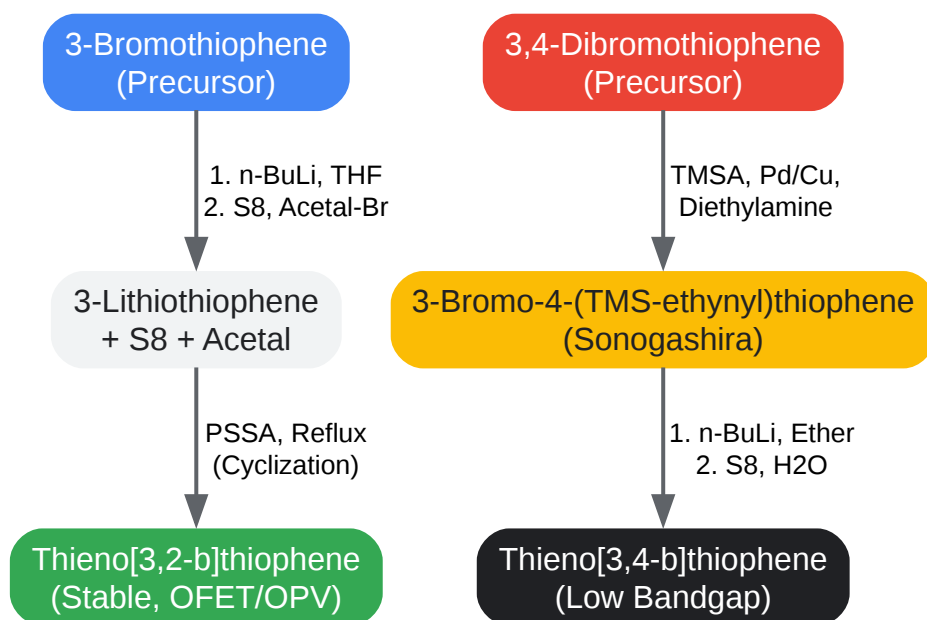 3-Bromothiophene
(Precursor)
3,4-Dibromothiophene
(Precursor)
1. n-BuLi, THF
2. S8, Acetal-Br
TMSA, Pd/Cu,
Diethylamine
3-Lithiothiophene
+ S8 + Acetal
3-Bromo-4-(TMS-ethynyl)thiophene
(Sonogashira)
PSSA, Reflux
(Cyclization)
1. n-BuLi, Ether
2. S8, H2O
Thieno[3,2-b]thiophene
(Stable, OFET/OPV)
Thieno[3,4-b]thiophene
(Low Bandgap)